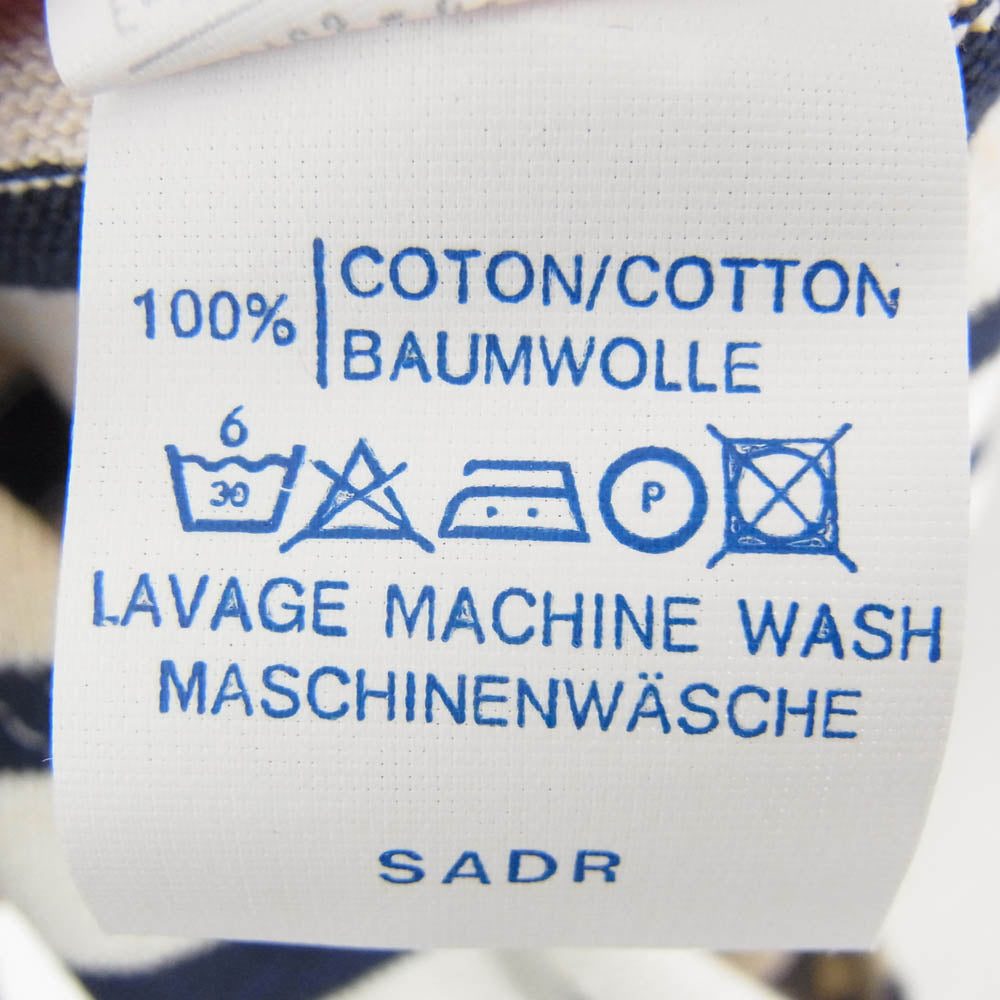 100% COTON/COTTON
BAUMWOLLE
6
30
P
LAVAGE MACHINE WASH
MASCHINENWÄSCHE
SADR